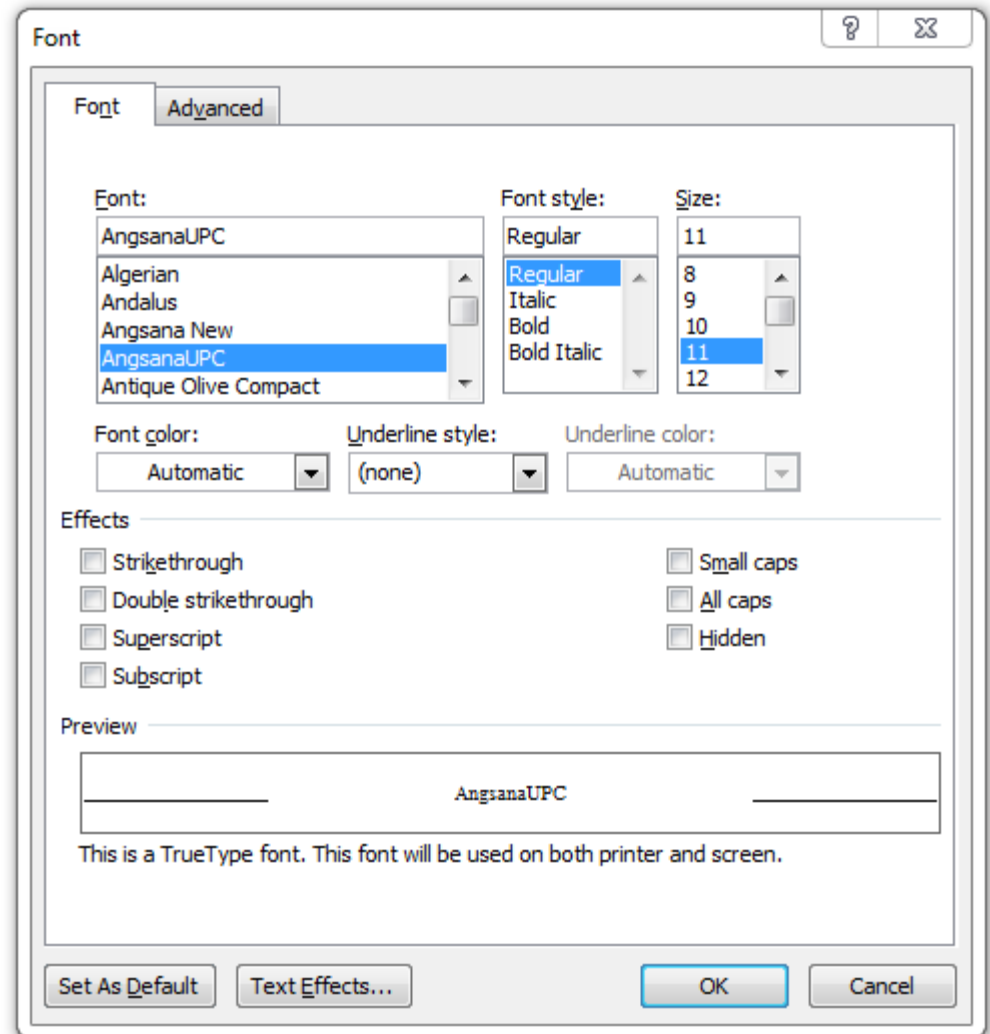 Font
Font Advanced
Font: Font style: Size:
AngsanaUPC Regular 11
Algerian Regular 8
Andalus Italic 9
Angsana New Bold 10
AngsanaUPC Bold Italic 11
Antique Olive Compact 12
Font color: Underline style: Underline color:
Automatic (none) Automatic
Effects
Strikethrough Small caps
Double strikethrough All caps
Superscript Hidden
Subscript
Preview
AngsanaUPC
This is a TrueType font. This font will be used on both printer and screen.
Set As Default Text Effects... OK Cancel